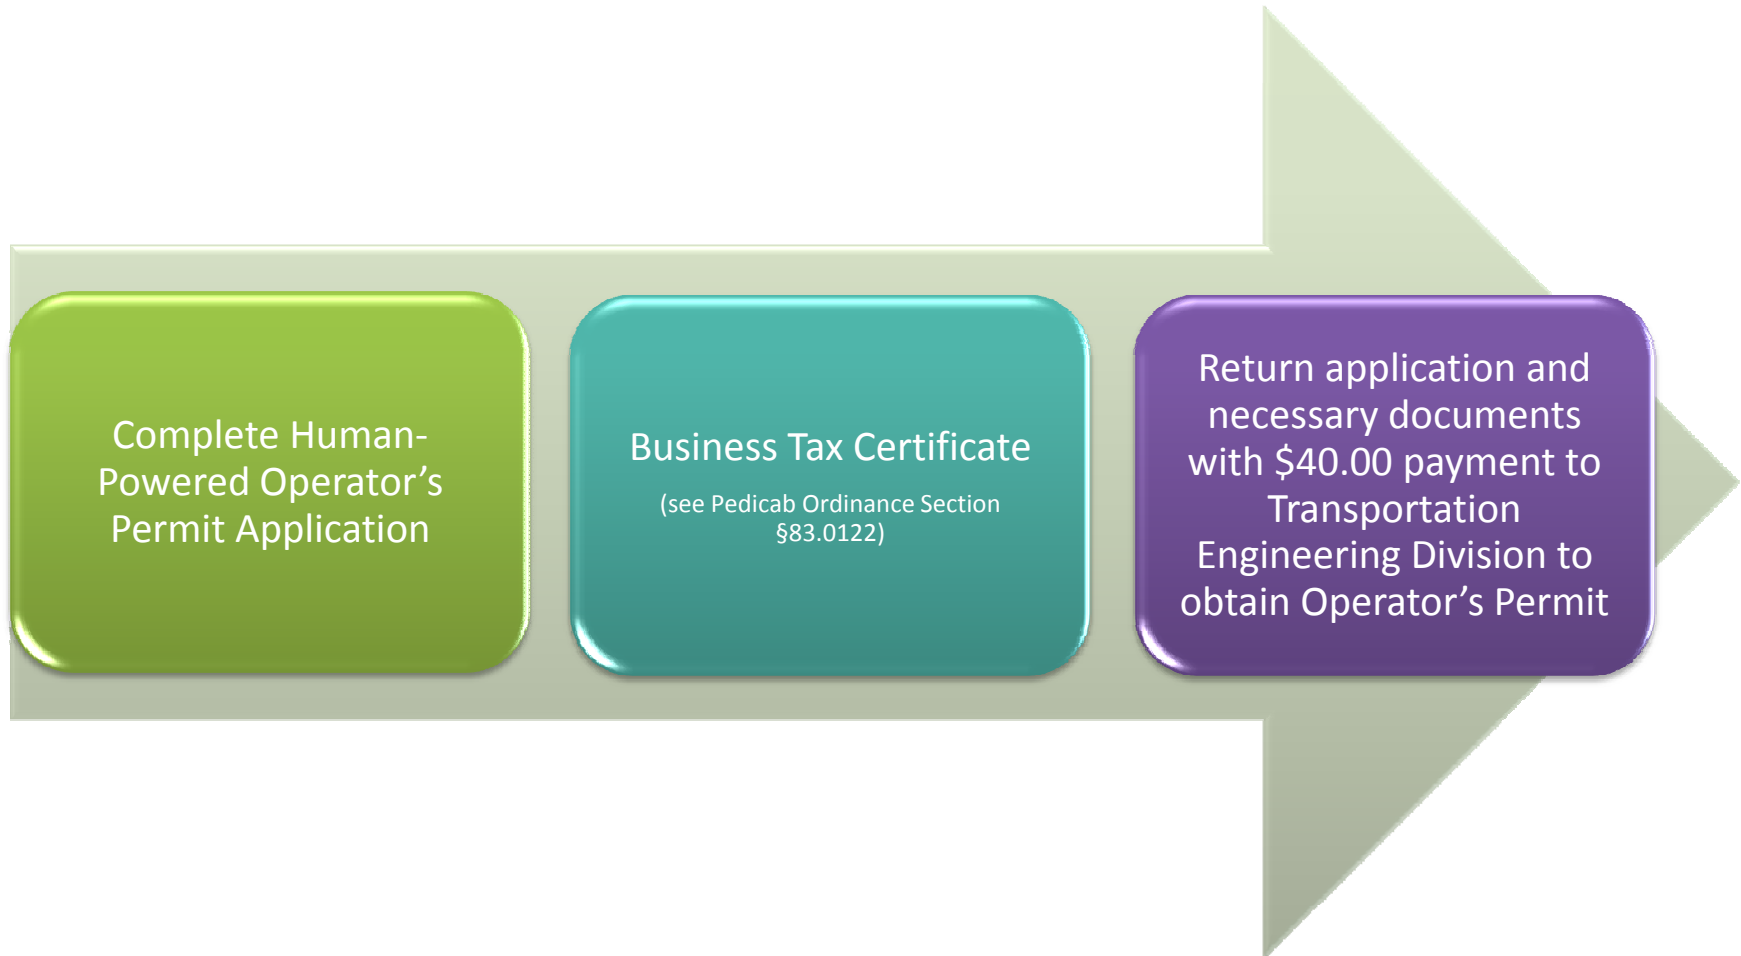 Complete Human-
Powered Operator’s
Permit Application
Business Tax Certificate
(see Pedicab Ordinance Section
§83.0122)
Return application and
necessary documents
with $40.00 payment to
Transportation
Engineering Division to
obtain Operator’s Permit